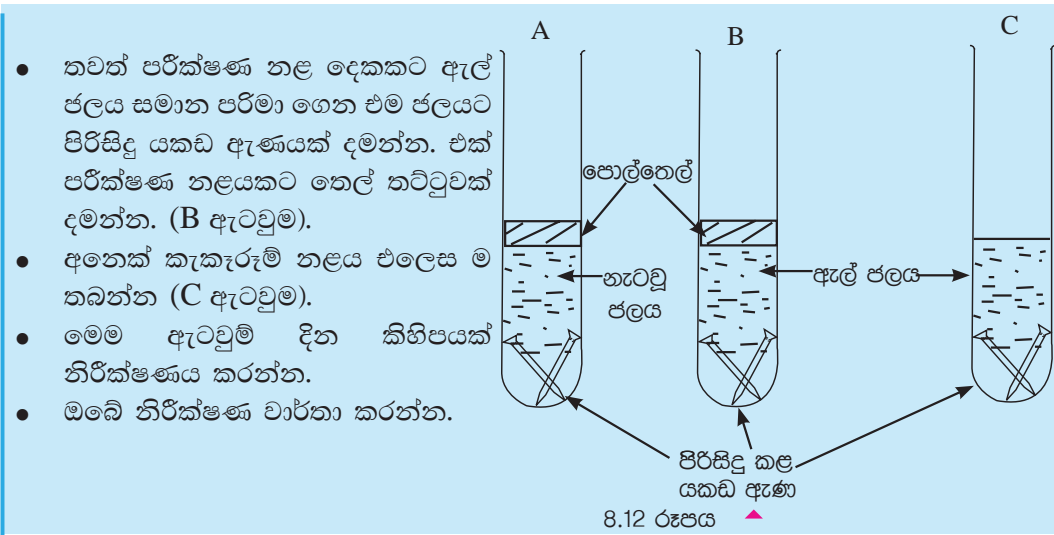 • තවත් පරීක්ෂණ නළ දෙකකට ඇල්
ජලය සමාන පරිමා ගෙන එම ජලයට
පිරිසිදු යකඩ ඇණයක් දමන්න. එක්
පරීක්ෂණ නළයකට තෙල් තට්ටුවක්
දමන්න. (B ඇටවුම).
• අනෙක් කැකෑරූම් නළය එලෙස ම
තබන්න (C ඇටවුම).
• මෙම ඇටවුම් දින කිහිපයක්
නිරීක්ෂණය කරන්න.
• ඔබේ නිරීක්ෂණ වාර්තා කරන්න.
A
B
C
පොල්තෙල්
නැටවූ
ජලය
ඇල් ජලය
පිරිසිදු කළ
යකඩ ඇණ
8.12 රූපය